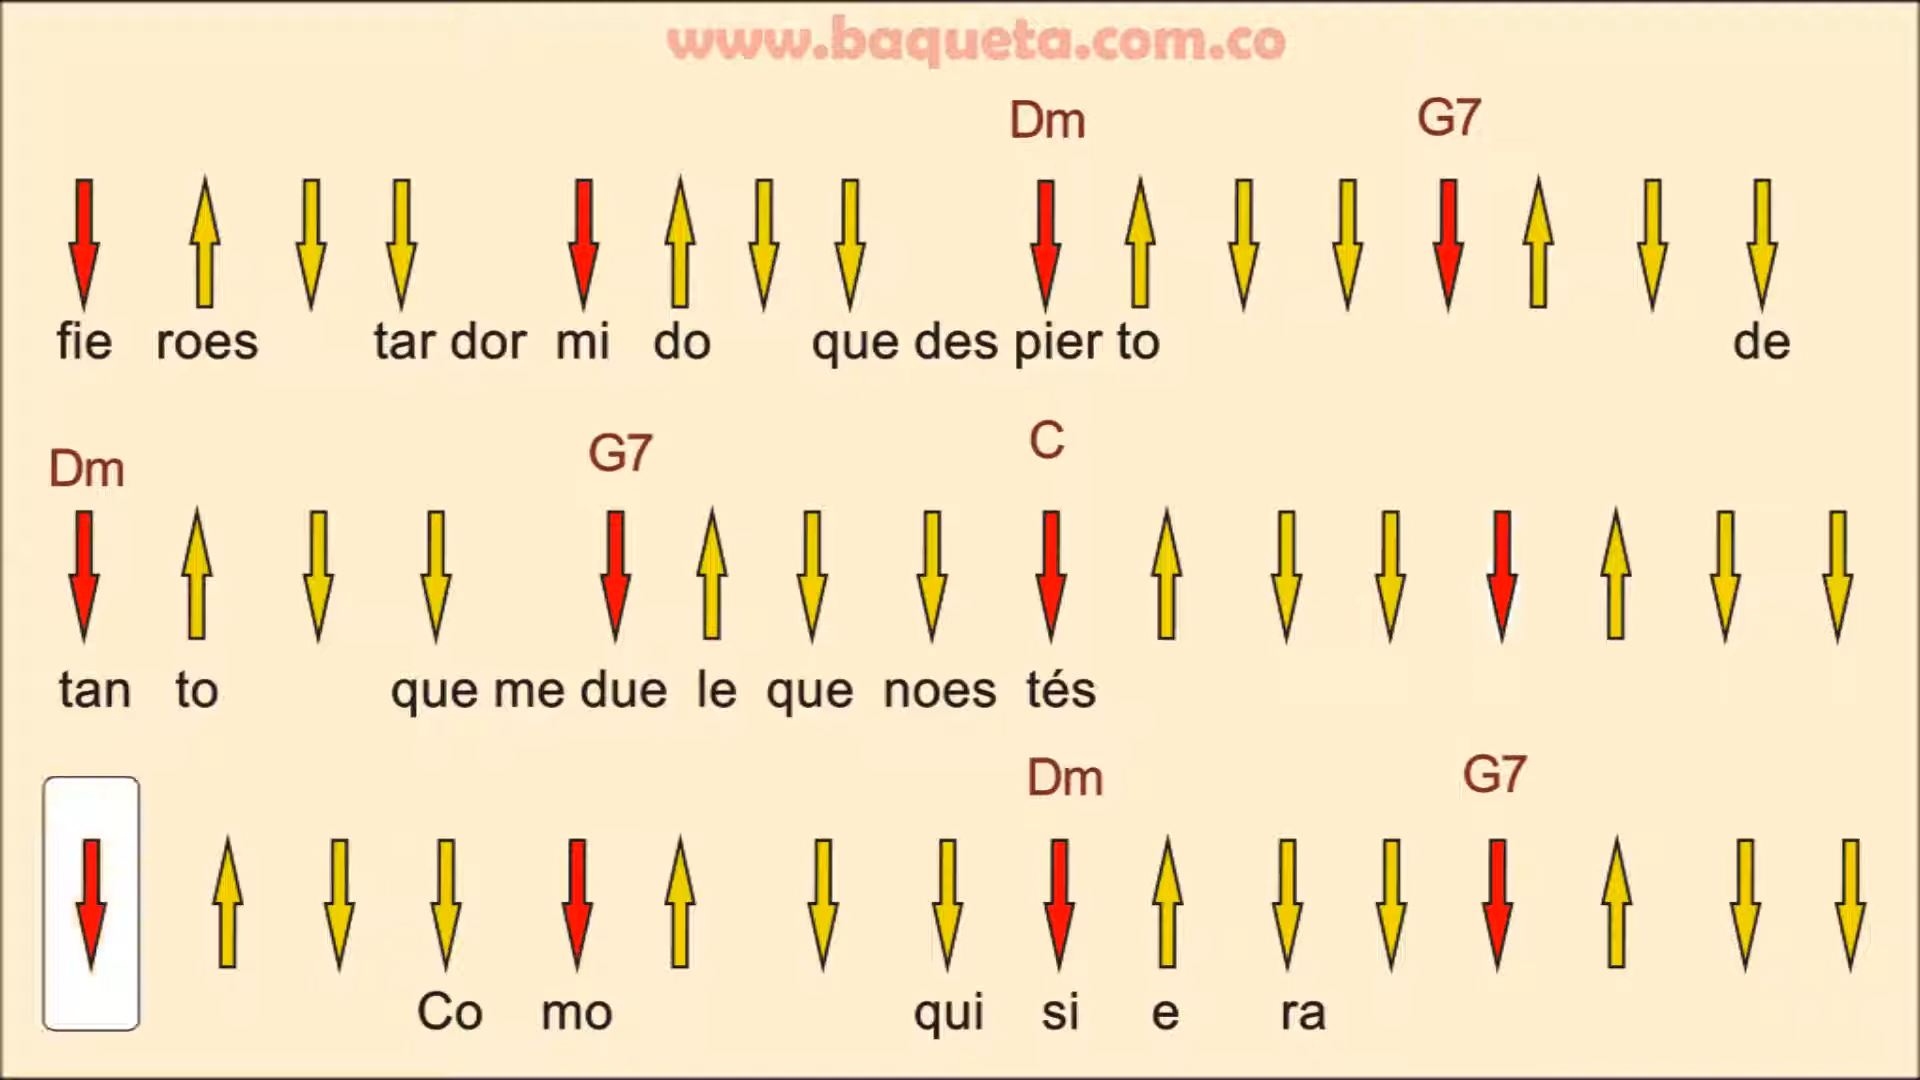 www.baqueta.com.co
Dm G7
fie roes tar dor mi do que des pier to de
Dm G7 C
tan to que me due le que noes tés
Dm G7
Co mo qui si e ra